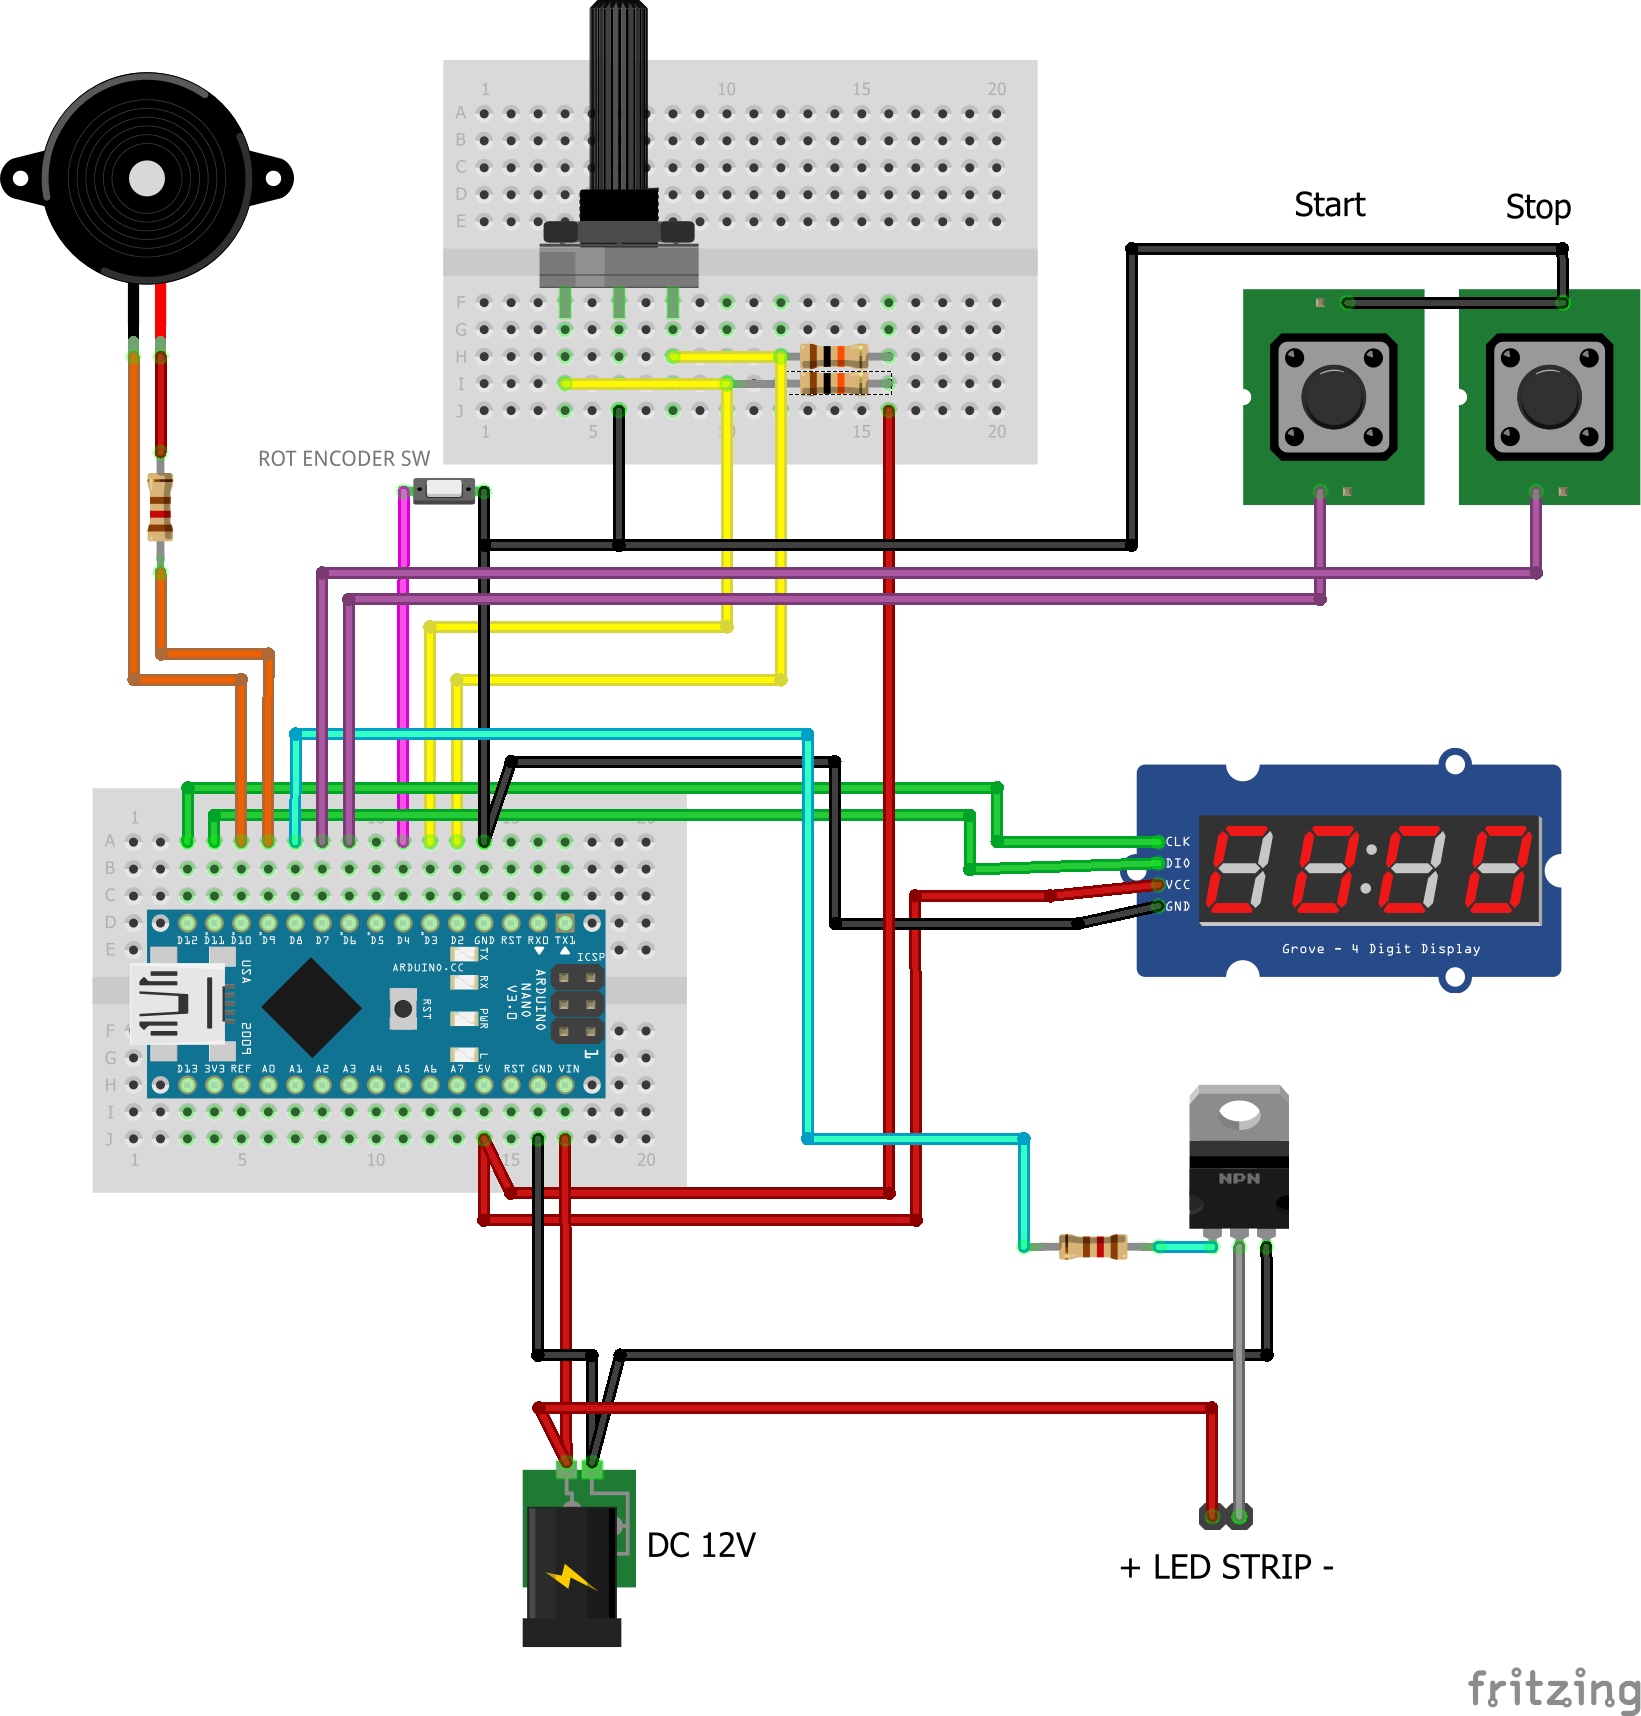 1 10 15 20
A
B
C
D
E
F
G
H
I
J
1 5 10 15 20
Start
Stop
ROT ENCODER SW
1 10 15 20
A
B
C
D
E
D12 D11 D10 D9 D8 D7 D6 D5 D4 D3 D2 GND RST RX0 TX1
ICSP
ARDUINO.CC
USA
2009
RST
TX
RX
PWR
L
ARDUINO
NANO
V3.0
1
F
G
H
I
J
D13 3V3 REF A0 A1 A2 A3 A4 A5 A6 A7 5V RST GND VIN
1 5 10 15 20
CLK
DIO
VCC
GND
Grove - 4 Digit Display
NPN
DC 12V
+ LED STRIP -
fritzing